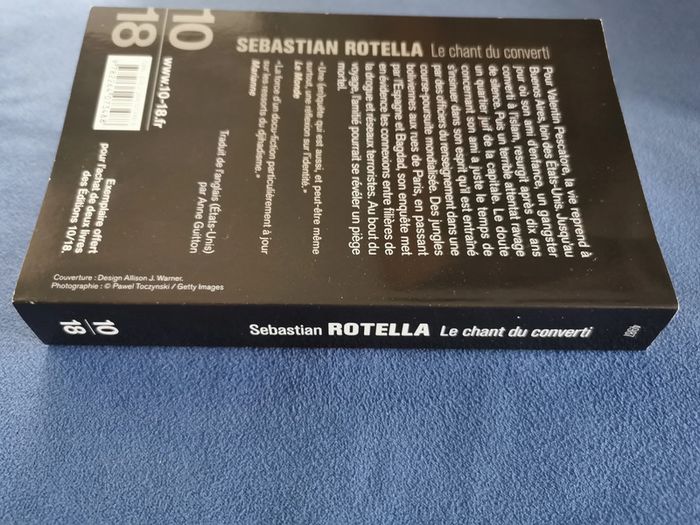 SEBASTIAN ROTELLA Le chant du converti
Pour Valentin Pescatore, la vie reprend à
Buenos Aires, loin des États-Unis. Jusqu'au
jour où son ami d'enfance, un gangster
converti à l'islam, resurgit après dix ans
de silence. Puis un terrible attentat ravage
un quartier juif de la capitale. Le doute
concernant son ami a juste le temps de
s'insinuer dans son esprit qu'il est entraîné
par des officiers du renseignement dans une
course-poursuite mondialisée. Des jungles
boliviennes aux rues de Paris, en passant
par l'Espagne et Bagdad, son enquête met
en évidence les connexions entre filières de
la drogue et réseaux terroristes. Au bout du
voyage, l'amitié pourrait se révéler un piège
mortel.
« Une enquête qui est aussi, et peut-être même
surtout, une réflexion sur l'identité. »
Le Monde
« La force d'un docu-fiction particulièrement à jour
sur les ressorts du djihadisme. »
Marianne
Traduit de l'anglais (États-Unis)
par Anne Guitton
10
18
www.10-18.fr
Exemplaire offert
pour l'achat de deux livres
des Éditions 10/18.
Couverture : Design Allison J. Warner.
Photographie : © Pawel Toczynski / Getty Images
10
18
Sebastian ROTELLA Le chant du converti